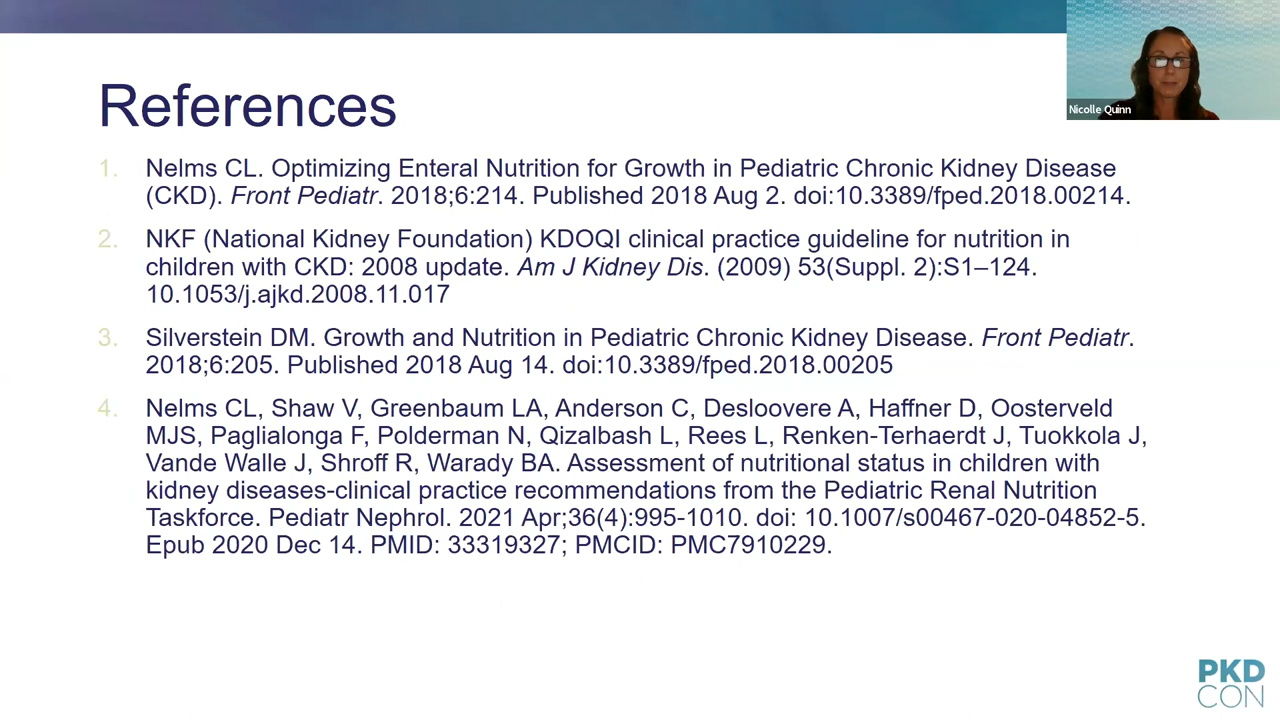 References
Nicolle Quinn
1. Nelms CL. Optimizing Enteral Nutrition for Growth in Pediatric Chronic Kidney Disease
(CKD). Front Pediatr. 2018;6:214. Published 2018 Aug 2. doi:10.3389/fped.2018.00214.
2. NKF (National Kidney Foundation) KDOQI clinical practice guideline for nutrition in
children with CKD: 2008 update. Am J Kidney Dis. (2009) 53(Suppl. 2):S1–124.
10.1053/j.ajkd.2008.11.017
3. Silverstein DM. Growth and Nutrition in Pediatric Chronic Kidney Disease. Front Pediatr.
2018;6:205. Published 2018 Aug 14. doi:10.3389/fped.2018.00205
4. Nelms CL, Shaw V, Greenbaum LA, Anderson C, Desloovere A, Haffner D, Oosterveld
MJS, Paglialonga F, Polderman N, Qizalbash L, Rees L, Renken-Terhaerdt J, Tuokkola J,
Vande Walle J, Shroff R, Warady BA. Assessment of nutritional status in children with
kidney diseases-clinical practice recommendations from the Pediatric Renal Nutrition
Taskforce. Pediatr Nephrol. 2021 Apr;36(4):995-1010. doi: 10.1007/s00467-020-04852-5.
Epub 2020 Dec 14. PMID: 33319327; PMCID: PMC7910229.
PKD
CON